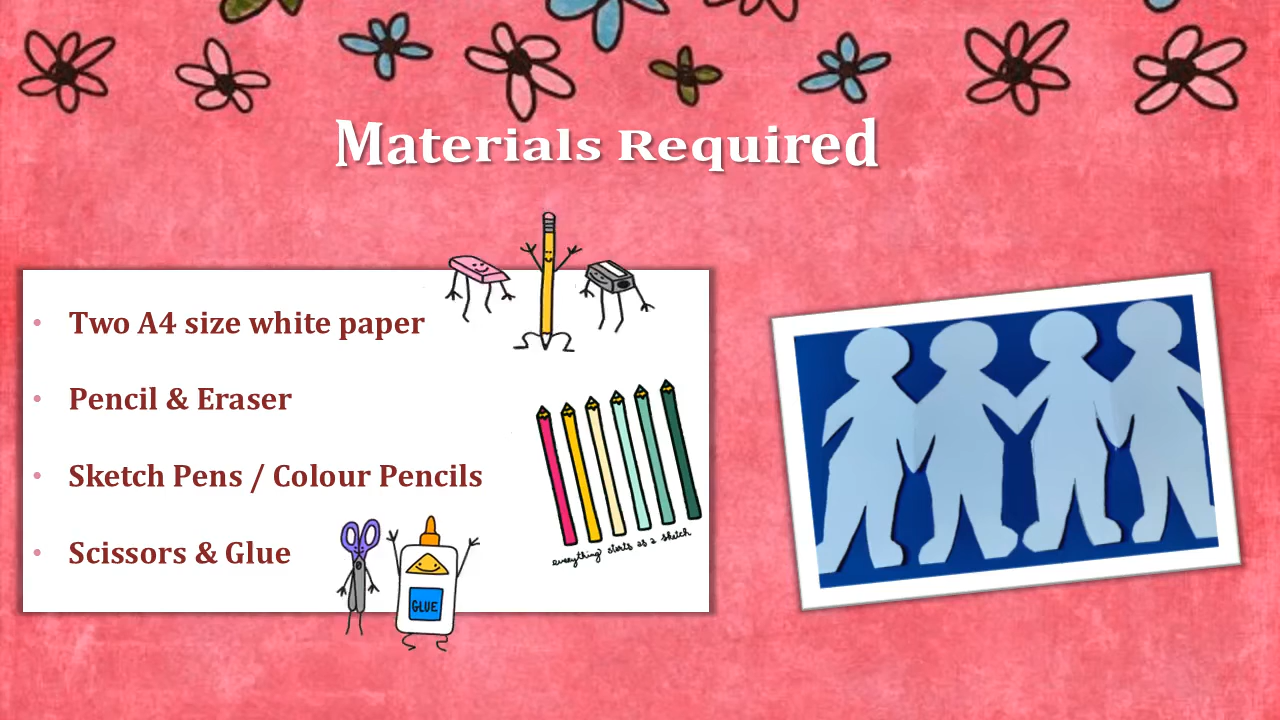 Materials Required
• Two A4 size white paper
• Pencil & Eraser
• Sketch Pens / Colour Pencils
• Scissors & Glue
everything starts as a sketch
GLUE